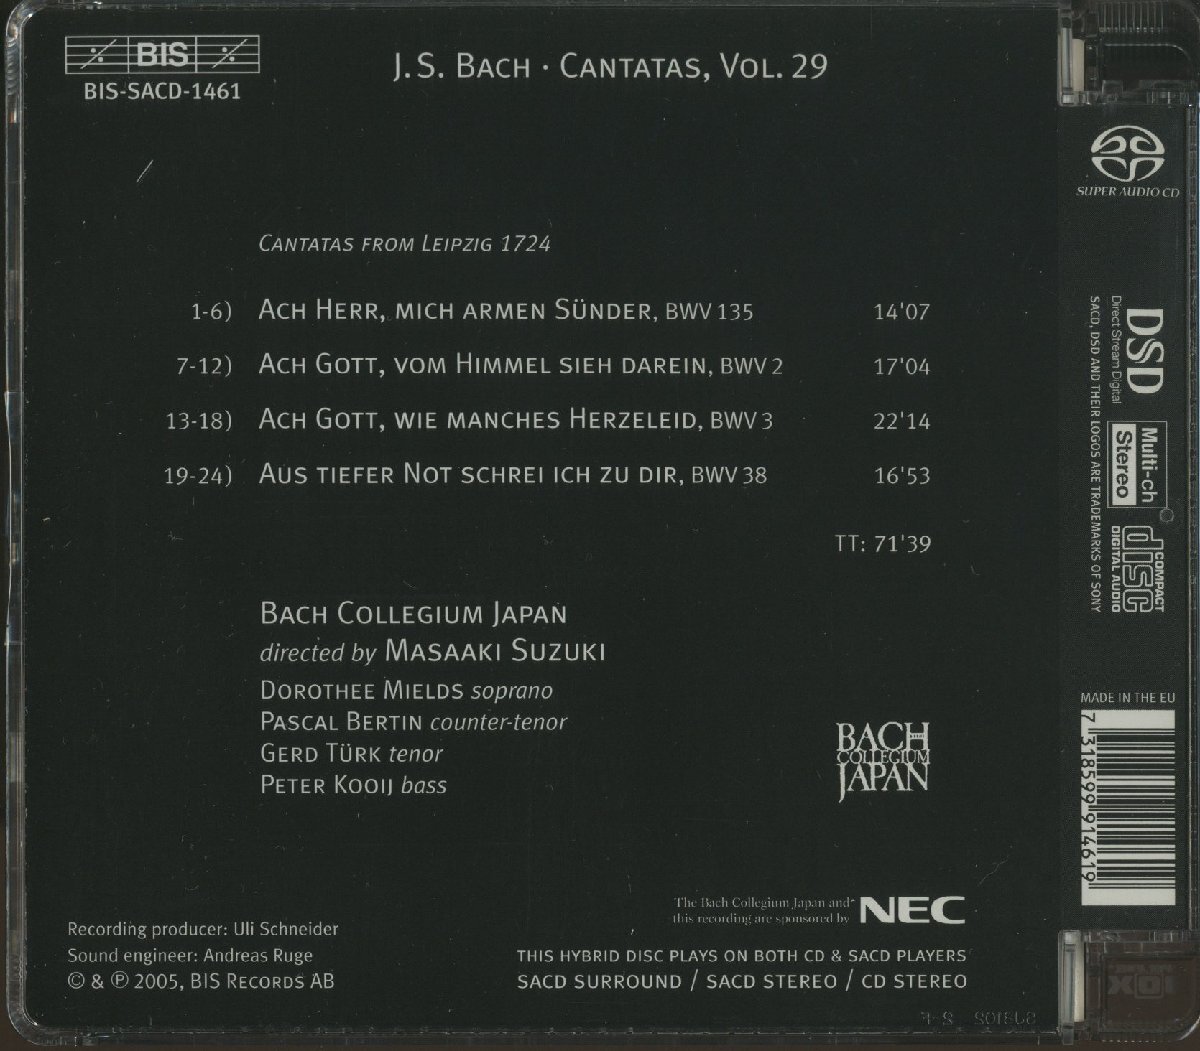 BIS
BIS-SACD-1461
J.S. BACH · CANTATAS, VOL. 29
CANTATAS FROM LEIPZIG 1724
1-6) ACH HERR, MICH ARMEN SÜNDER, BWV 135 14'07
7-12) ACH GOTT, VOM HIMMEL SIEH DAREIN, BWV 2 17'04
13-18) ACH GOTT, WIE MANCHES HERZELEID, BWV 3 22'14
19-24) AUS TIEFER NOT SCHREI ICH ZU DIR, BWV 38 16'53
TT: 71'39
BACH COLLEGIUM JAPAN
directed by MASAAKI SUZUKI
DOROTHEE MIELDS soprano
PASCAL BERTIN counter-tenor
GERD TÜRK tenor
PETER KOOIJ bass
BACH
COLLEGIUM
JAPAN
The Bach Collegium Japan and
this recording are sponsored by NEC
Recording producer: Uli Schneider
Sound engineer: Andreas Ruge
© & ℗ 2005, BIS RECORDS AB
THIS HYBRID DISC PLAYS ON BOTH CD & SACD PLAYERS
SACD SURROUND / SACD STEREO / CD STEREO
SUPER AUDIO CD
DSD
Direct Stream Digital
SACD, DSD AND THEIR LOGOS ARE TRADEMARKS OF SONY
Multi-ch
Stereo
COMPACT
disc
DIGITAL AUDIO
MADE IN THE EU
7 318599 914619